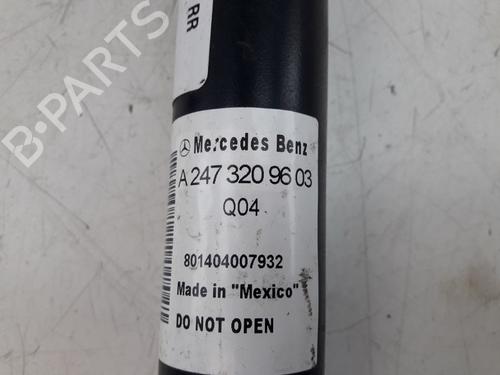 B-PARTS
RR
Mercedes Benz
A 247 320 96 03
Q04
801404007932
Made in "Mexico"
DO NOT OPEN